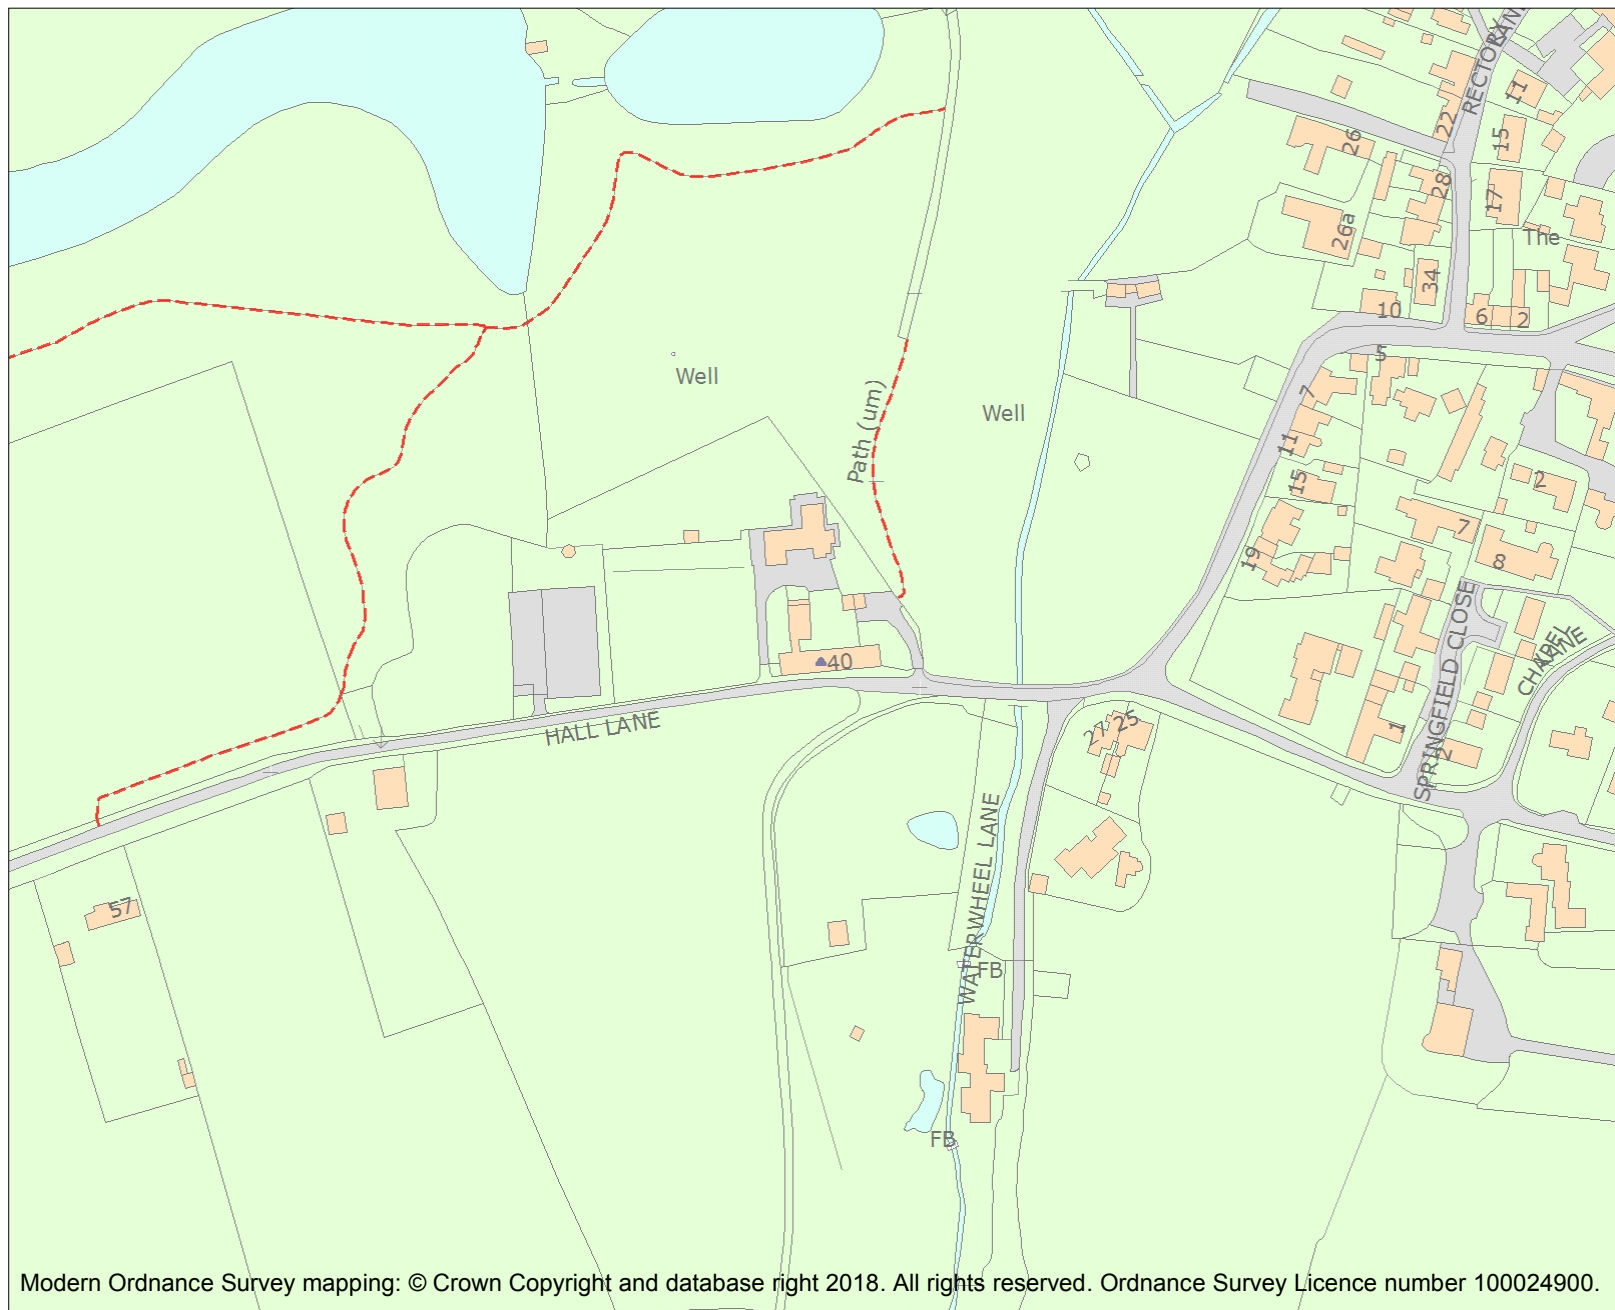 RECTORY LANE
11
22
15
26
28
17
26a
The
34
10
6
2
5
Well
7
Path (um)
Well
11
15
2
7
19
8
40
SPRINGFIELD CLOSE
CHAPEL LANE
HALL LANE
27
25
1
2
WATERWHEEL LANE
57
FB
FB
Modern Ordnance Survey mapping: © Crown Copyright and database right 2018. All rights reserved. Ordnance Survey Licence number 100024900.